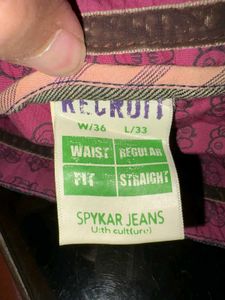 RECRUIT
W/36 L/33
WAIST REGULAR
FIT STRAIGHT
SPYKAR JEANS
U(th cult(ure)